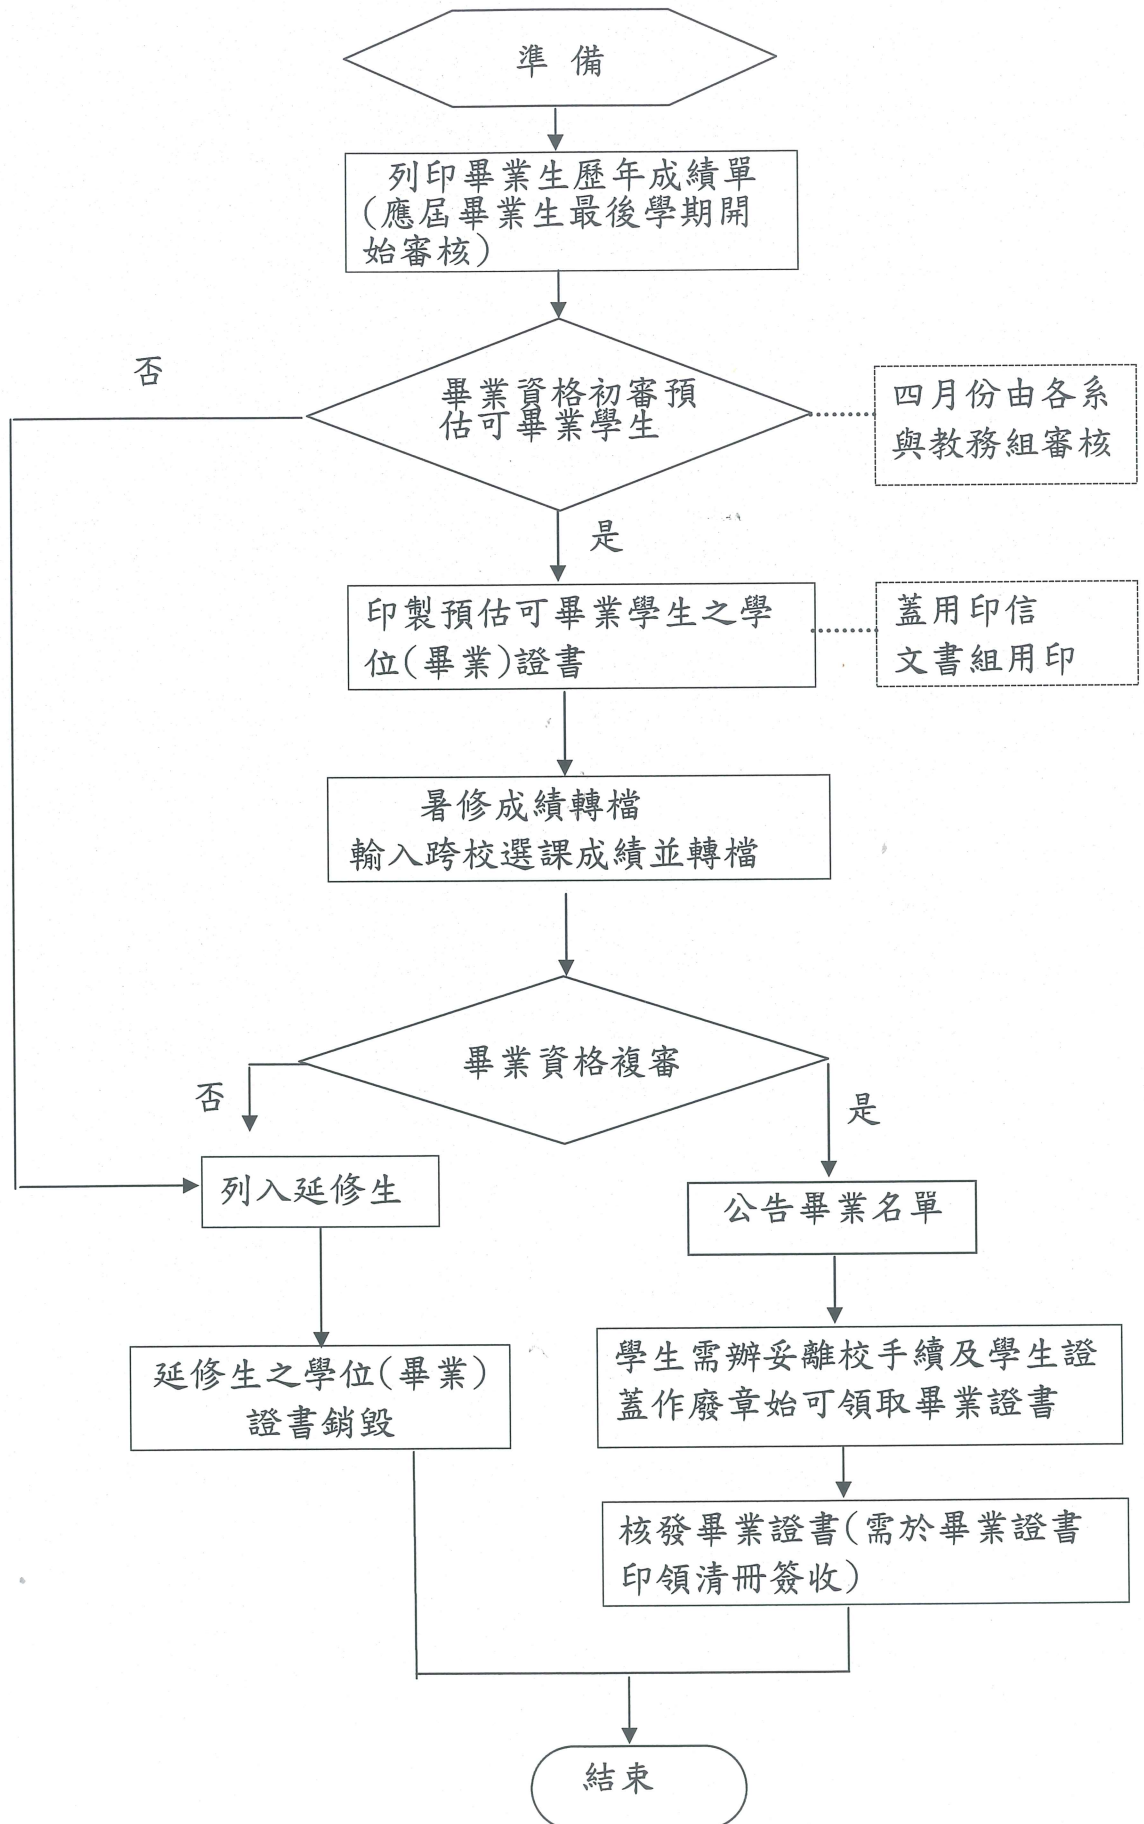 準 備
列印畢業生歷年成績單
(應屆畢業生最後學期開
始審核)
否
畢業資格初審預
估可畢業學生
四月份由各系
與教務組審核
是
印製預估可畢業學生之學
位(畢業)證書
蓋用印信
文書組用印
暑修成績轉檔
輸入跨校選課成績並轉檔
畢業資格複審
否
是
列入延修生
公告畢業名單
延修生之學位(畢業)
證書銷毀
學生需辦妥離校手續及學生證
蓋作廢章始可領取畢業證書
核發畢業證書(需於畢業證書
印領清冊簽收)
結束